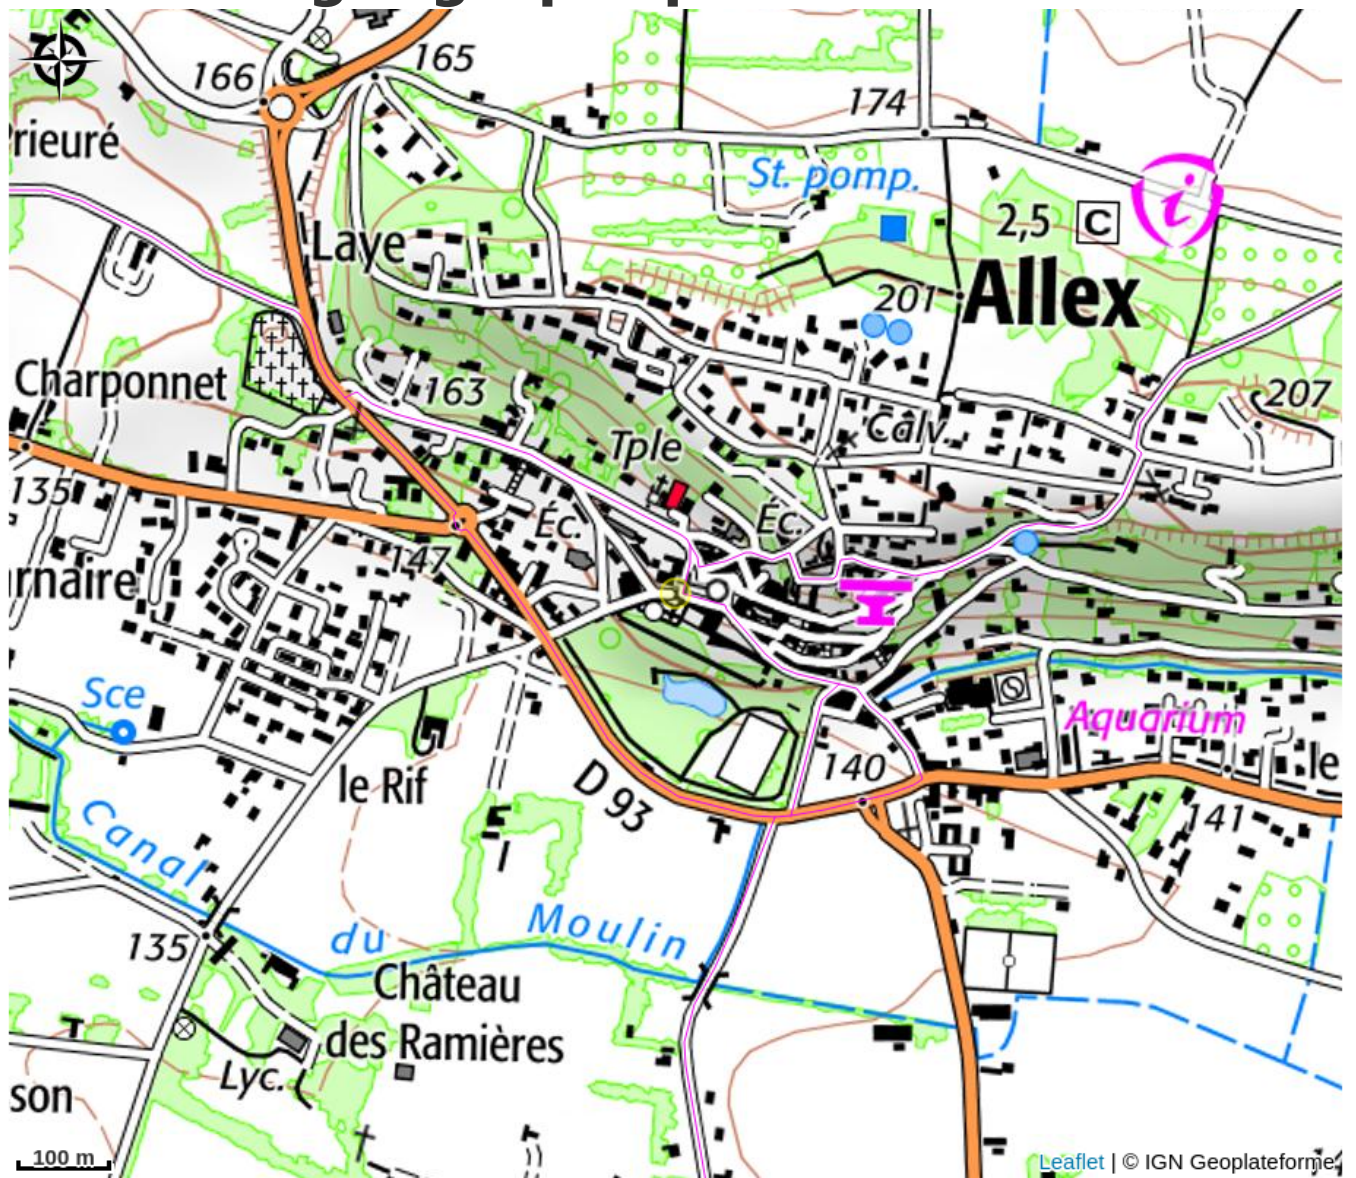 165
166
174
rieuré
St. pomp.
2,5 C
i
Laye
201
Allex
Charponnet
163
207
Calv.
Tple
135
Éc.
Éc.
147
rnaire
Sce
Aquarium
140
le
le Rif
D 93
141
Canal
du
Moulin
135
Château
des Ramières
Lyc.
son
100 m
Leaflet | © IGN Geoplateforme